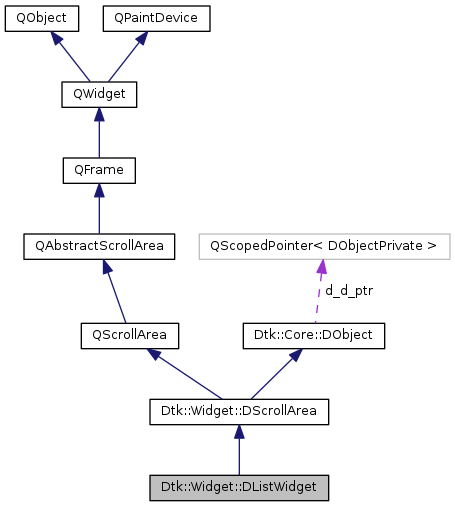 QObject
QPaintDevice
QWidget
QFrame
QAbstractScrollArea
QScopedPointer< DObjectPrivate >
d_d_ptr
QScrollArea
Dtk::Core::DObject
Dtk::Widget::DScrollArea
Dtk::Widget::DListWidget